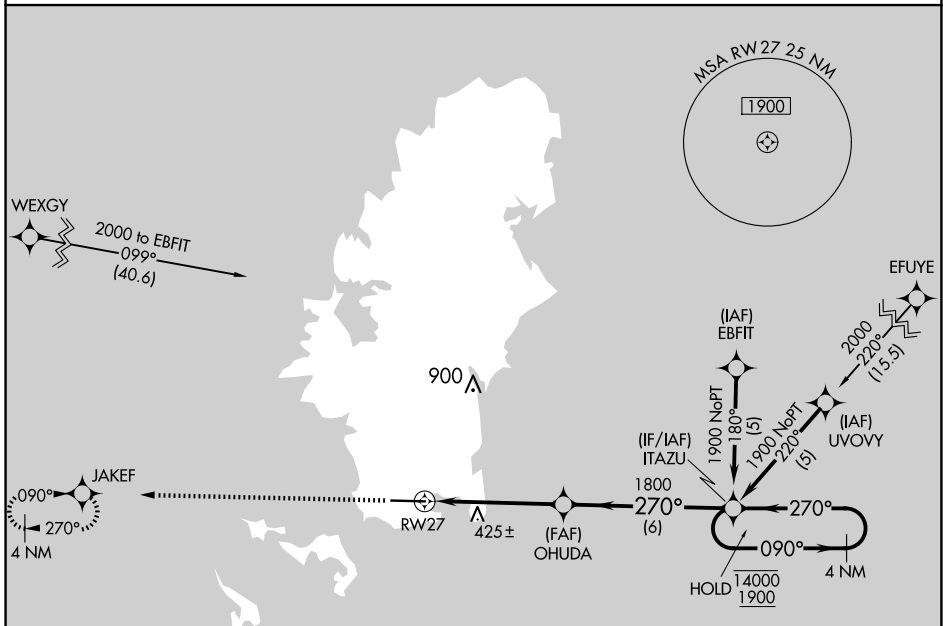 MSA RW 27 25 NM
1900
WEXGY
2000 to EBFIT
099°
(40.6)
EFUYE
2000
220°
(15.5)
(IAF)
EBFIT
1900 NoPT
180°
(5)
(IAF)
UVOVY
1900 NoPT
220°
(5)
900
(IF/IAF)
ITAZU
JAKEF
090°
270°
4 NM
RW27
425±
(FAF)
OHUDA
1800
270°
(6)
270°
090°
4 NM
HOLD
14000
1900